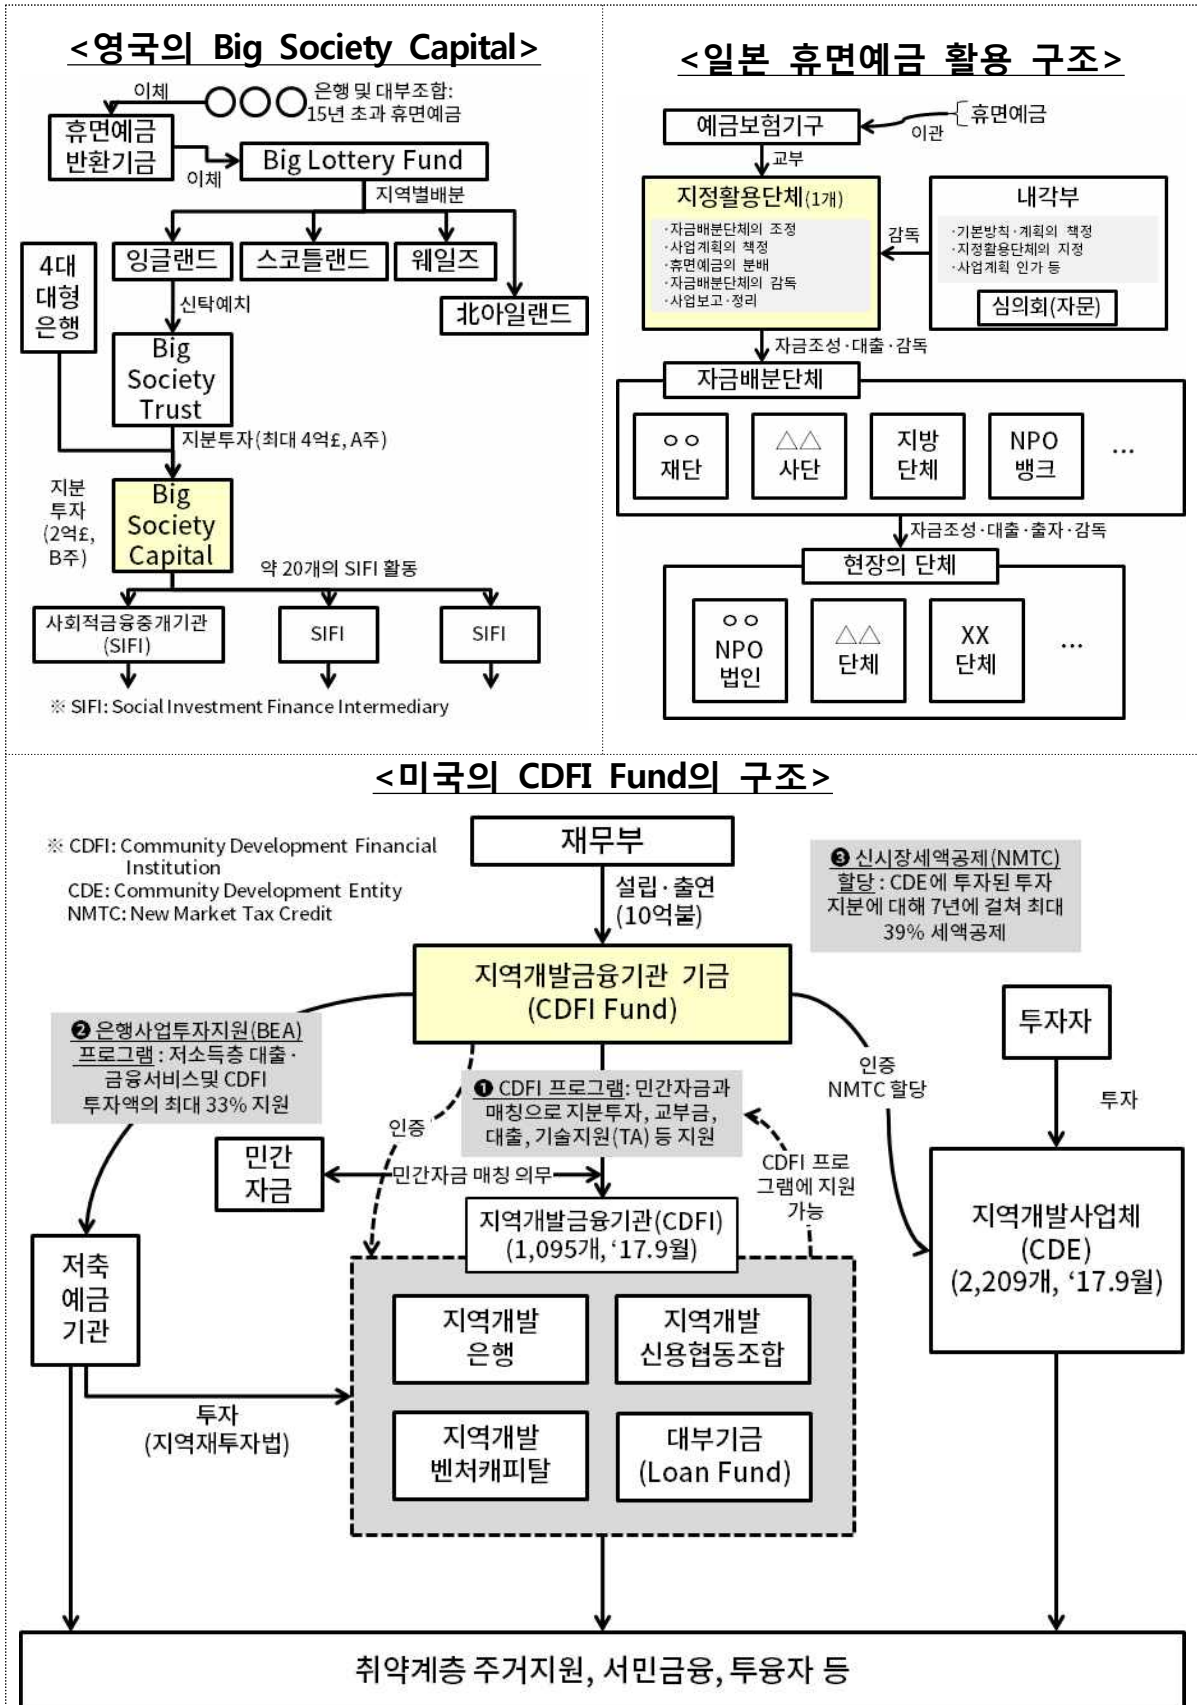 <영국의 Big Society Capital>
이체
은행 및 대부조합:
15년 초과 휴면예금
휴면예금
반환기금
이체
Big Lottery Fund
지역별배분
4대
대형
은행
잉글랜드
스코틀랜드
웨일즈
北아일랜드
신탁예치
Big
Society
Trust
지분투자(최대 4억£, A주)
지분
투자
(2억£,
B주)
Big
Society
Capital
약 20개의 SIFI 활동
사회적금융중개기관
(SIFI)
SIFI
SIFI
※ SIFI: Social Investment Finance Intermediary
<일본 휴면예금 활용 구조>
예금보험기구
휴면예금
이관
교부
지정활용단체(1개)
·자금배분단체의 조정
·사업계획의 책정
·휴면예금의 분배
·자금배분단체의 감독
·사업보고·정리
감독
내각부
·기본방칙·계획의 책정
·지정활용단체의 지정
·사업계획 인가 등
심의회(자문)
자금조성·대출·감독
자금배분단체
ㅇㅇ
재단
△△
사단
지방
단체
NPO
뱅크
...
자금조성·대출·출자·감독
현장의 단체
ㅇㅇ
NPO
법인
△△
단체
XX
단체
...
<미국의 CDFI Fund의 구조>
※ CDFI: Community Development Financial
Institution
CDE: Community Development Entity
NMTC: New Market Tax Credit
재무부
설립·출연
(10억불)
❸ 신시장세액공제(NMTC)
할당 : CDE에 투자된 투자
지분에 대해 7년에 걸쳐 최대
39% 세액공제
지역개발금융기관 기금
(CDFI Fund)
투자자
❷ 은행사업투자지원(BEA)
프로그램 : 저소득층 대출·
금융서비스및 CDFI
투자액의 최대 33% 지원
❶ CDFI 프로그램: 민간자금과
매칭으로 지분투자, 교부금,
대출, 기술지원(TA) 등 지원
인증
NMTC 할당
투자
인증
민간
자금
민간자금 매칭 의무
CDFI 프로
그램에 지원
가능
지역개발금융기관(CDFI)
(1,095개, ‘17.9월)
지역개발사업체
(CDE)
(2,209개, ‘17.9월)
저축
예금
기관
지역개발
은행
지역개발
신용협동조합
투자
(지역재투자법)
지역개발
벤처캐피탈
대부기금
(Loan Fund)
취약계층 주거지원, 서민금융, 투융자 등